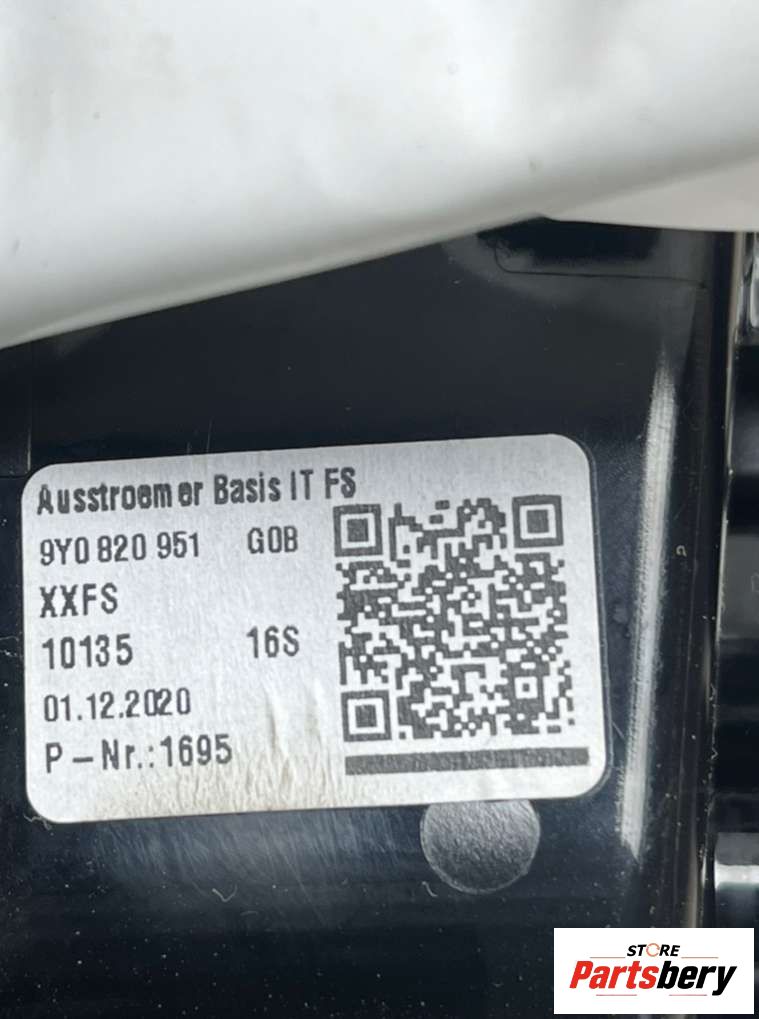 Ausstroemer Basis IT FS
9Y0 820 951 G0B
XXFS
10135 16S
01.12.2020
P-Nr.:1695
STORE
Partsbery